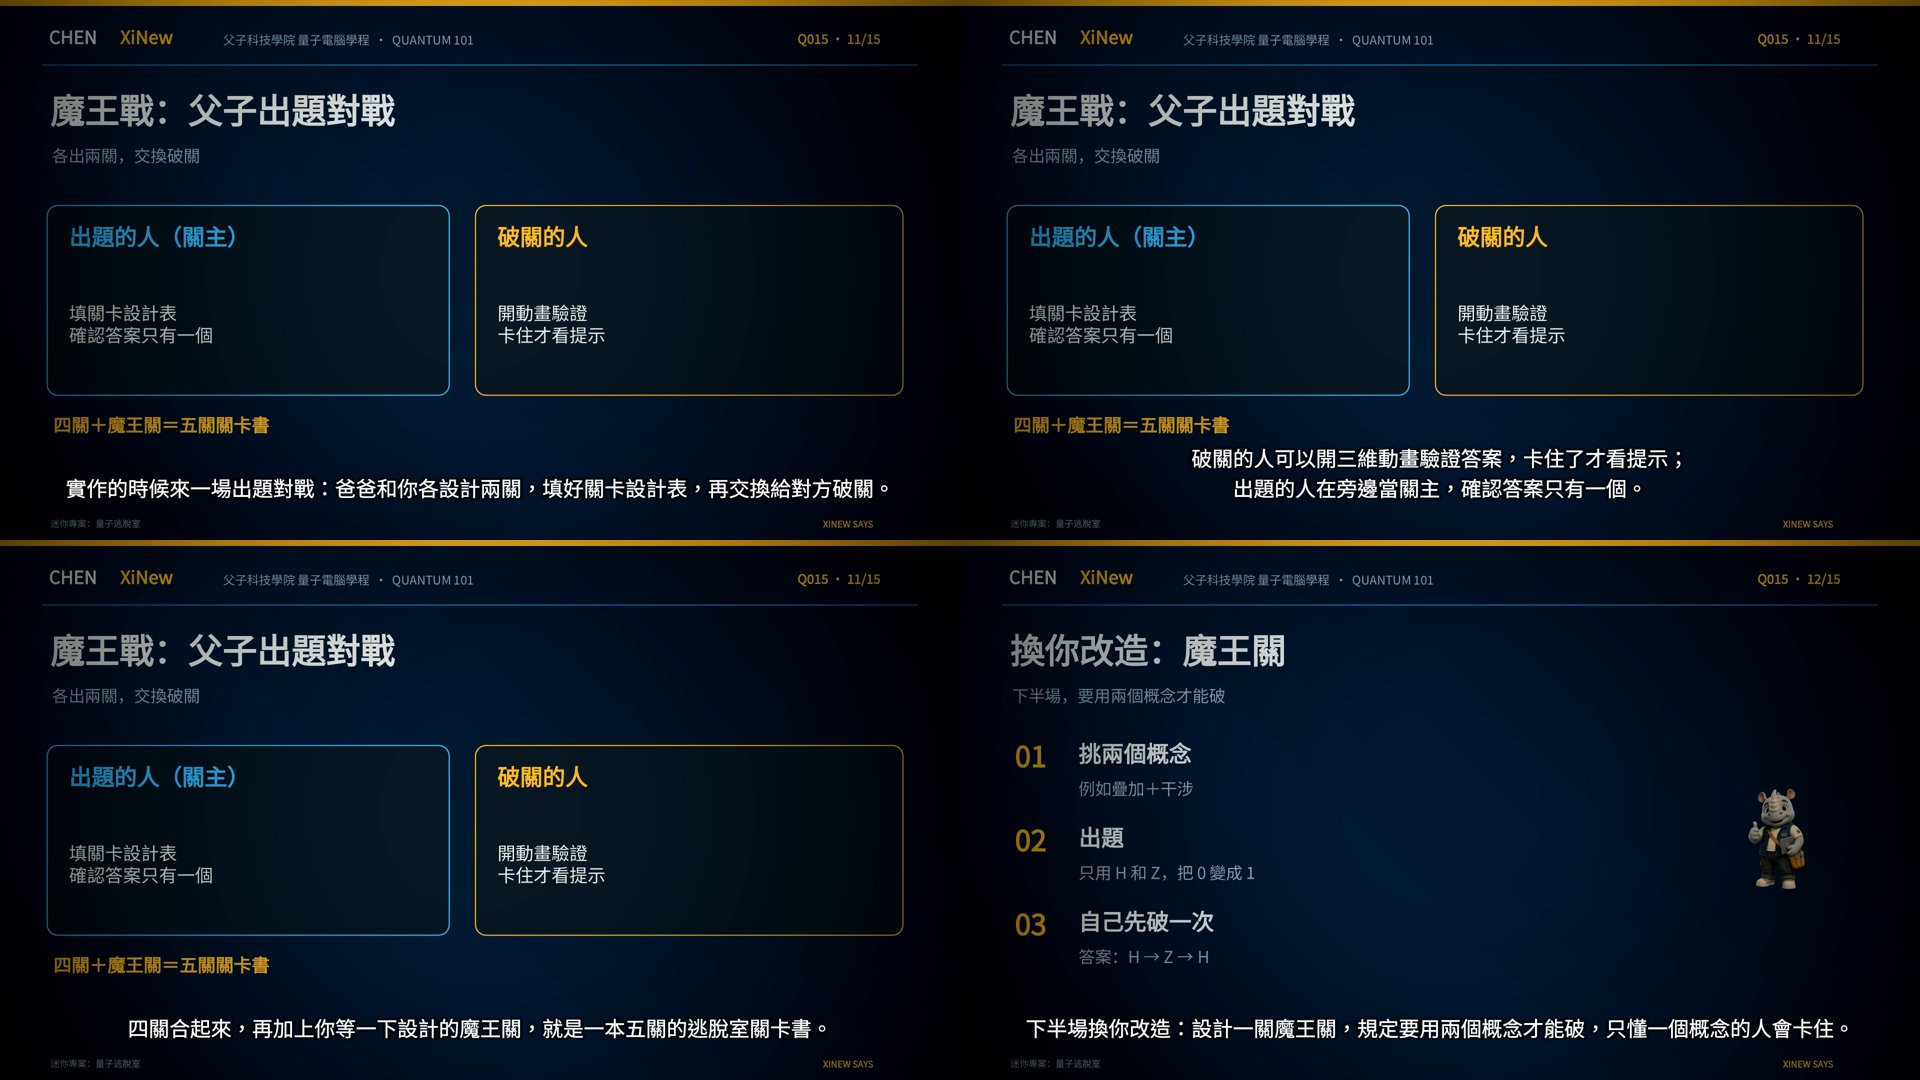 CHEN XiNew 父子科技學院 量子電腦學程 · QUANTUM 101 Q015 · 11/15
魔王戰：父子出題對戰
各出兩關，交換破關
出題的人（關主）
填關卡設計表
確認答案只有一個
破關的人
開動畫驗證
卡住才看提示
四關＋魔王關＝五關關卡書
實作的時候來一場出題對戰：爸爸和你各設計兩關，填好關卡設計表，再交換給對方破關。
迷你專案：量子逃脫室 XINEW SAYS
CHEN XiNew 父子科技學院 量子電腦學程 · QUANTUM 101 Q015 · 11/15
魔王戰：父子出題對戰
各出兩關，交換破關
出題的人（關主）
填關卡設計表
確認答案只有一個
破關的人
開動畫驗證
卡住才看提示
四關＋魔王關＝五關關卡書
破關的人可以開三維動畫驗證答案，卡住了才看提示；
出題的人在旁邊當關主，確認答案只有一個。
迷你專案：量子逃脫室 XINEW SAYS
CHEN XiNew 父子科技學院 量子電腦學程 · QUANTUM 101 Q015 · 11/15
魔王戰：父子出題對戰
各出兩關，交換破關
出題的人（關主）
填關卡設計表
確認答案只有一個
破關的人
開動畫驗證
卡住才看提示
四關＋魔王關＝五關關卡書
四關合起來，再加上你等一下設計的魔王關，就是一本五關的逃脫室關卡書。
迷你專案：量子逃脫室 XINEW SAYS
CHEN XiNew 父子科技學院 量子電腦學程 · QUANTUM 101 Q015 · 12/15
換你改造：魔王關
下半場，要用兩個概念才能破
01 挑兩個概念
例如疊加＋干涉
02 出題
只用 H 和 Z，把 0 變成 1
03 自己先破一次
答案：H → Z → H
下半場換你改造：設計一關魔王關，規定要用兩個概念才能破，只懂一個概念的人會卡住。
迷你專案：量子逃脫室 XINEW SAYS